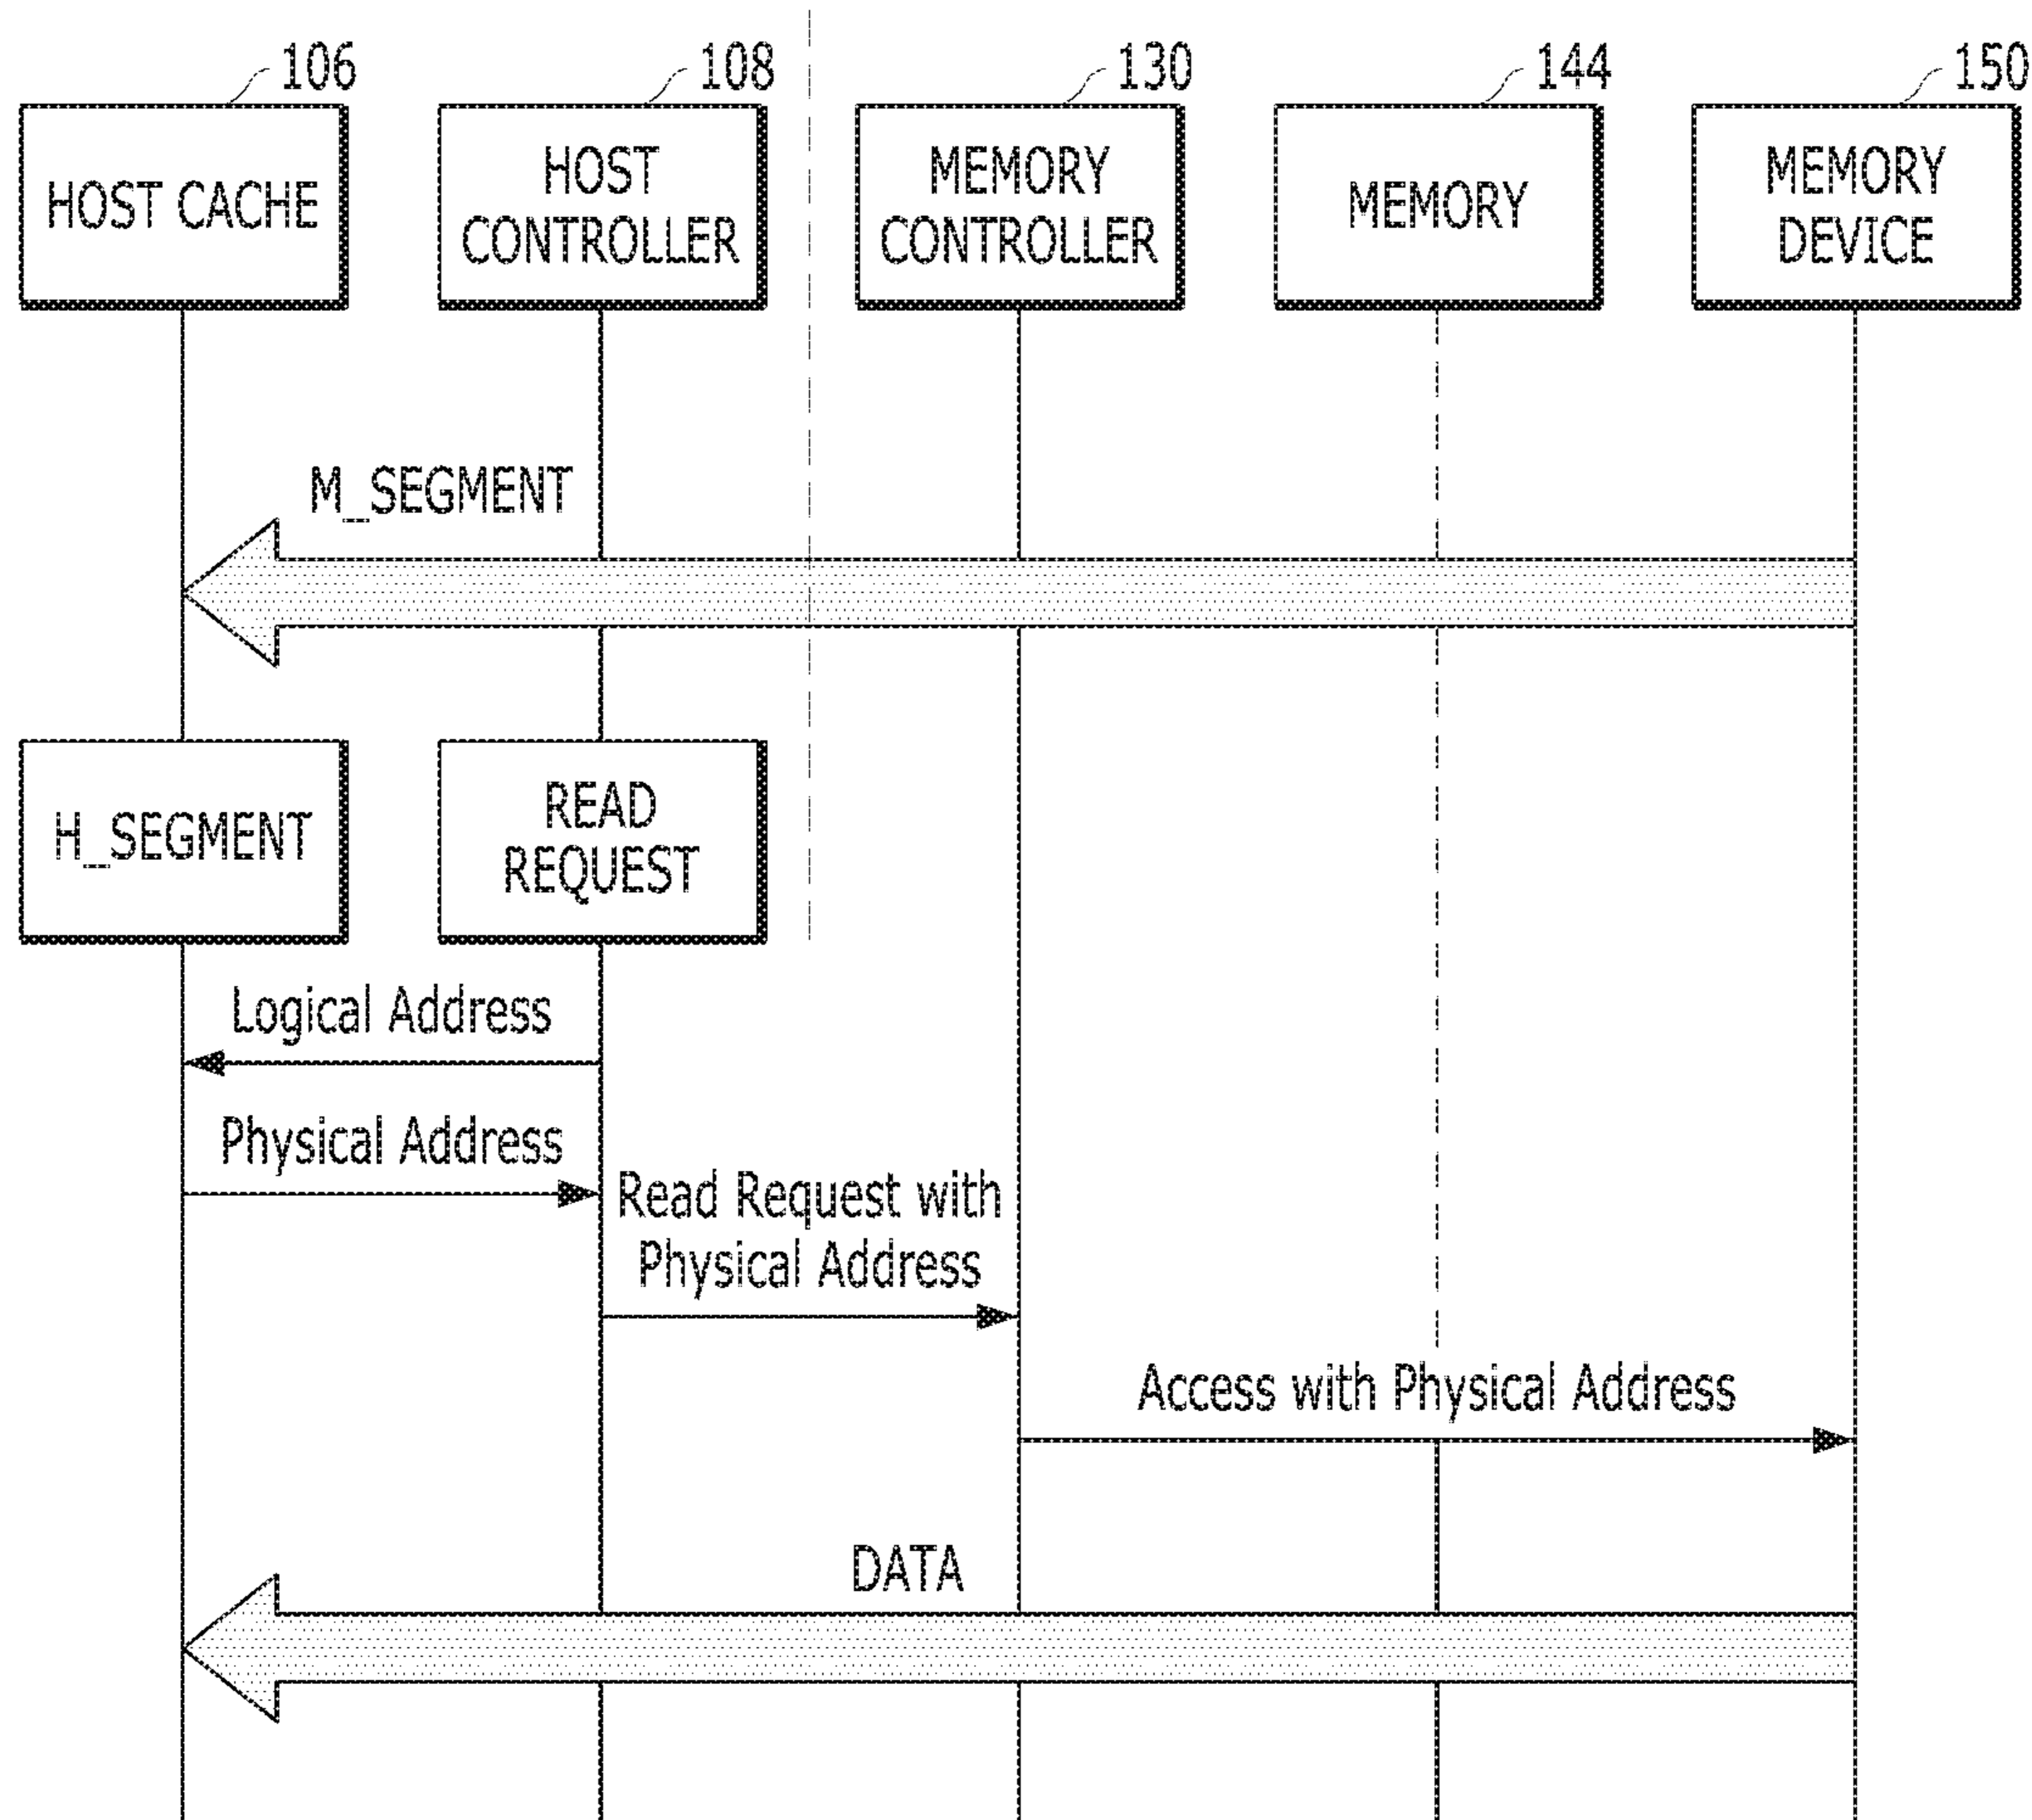 106
108
130
144
150
HOST CACHE
HOST
CONTROLLER
MEMORY
CONTROLLER
MEMORY
MEMORY
DEVICE
M_SEGMENT
H_SEGMENT
READ
REQUEST
Logical Address
Physical Address
Read Request with
Physical Address
Access with Physical Address
DATA